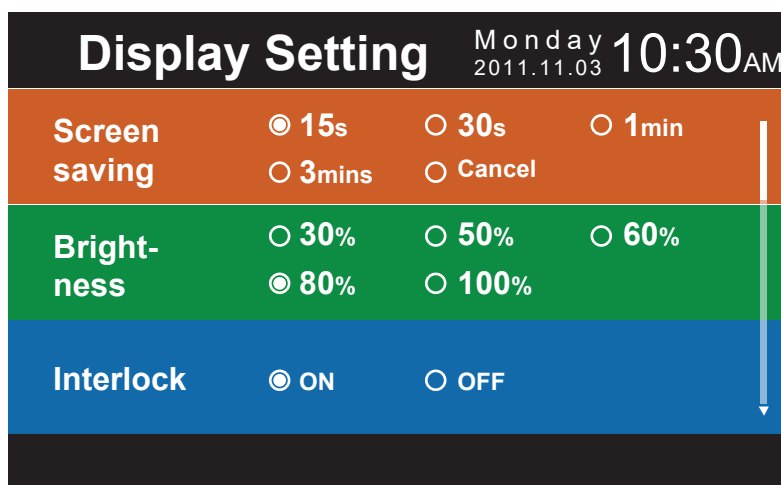 Display Setting
Monday
2011.11.03
10:30AM
Screen
saving
15s
30s
1min
3mins
Cancel
Bright-
ness
30%
50%
60%
80%
100%
Interlock
ON
OFF